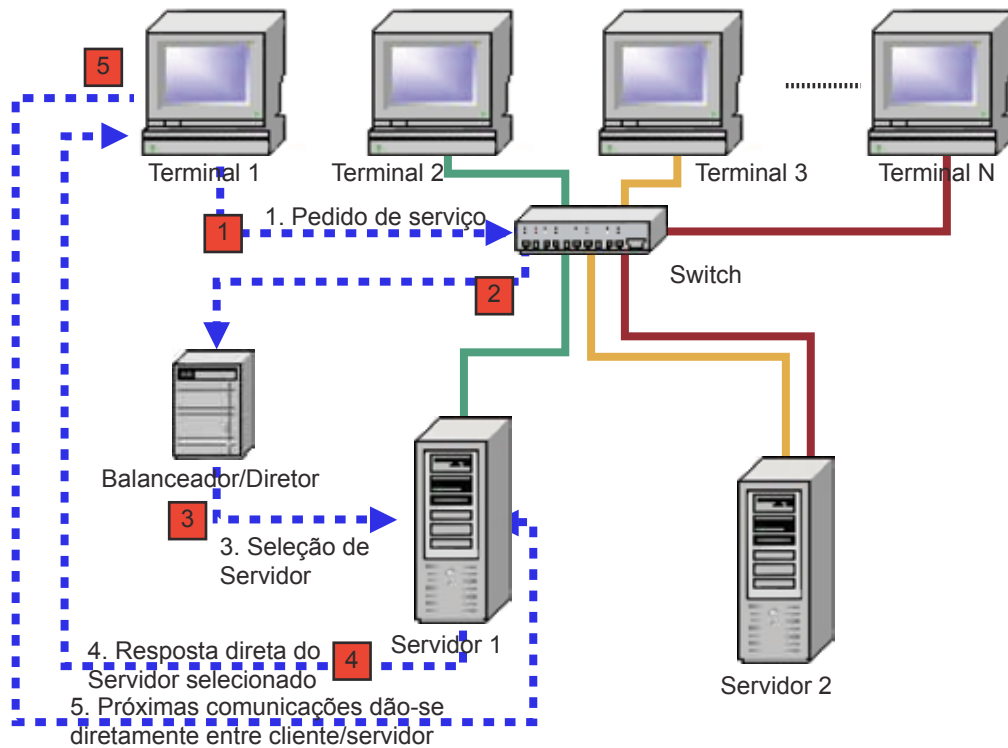 5
Terminal 1
Terminal 2
Terminal 3
Terminal N
1
1. Pedido de serviço
Switch
2
Balanceador/Diretor
3
3. Seleção de
Servidor
Servidor 1
Servidor 2
4. Resposta direta do
Servidor selecionado
4
5. Próximas comunicações dão-se
diretamente entre cliente/servidor